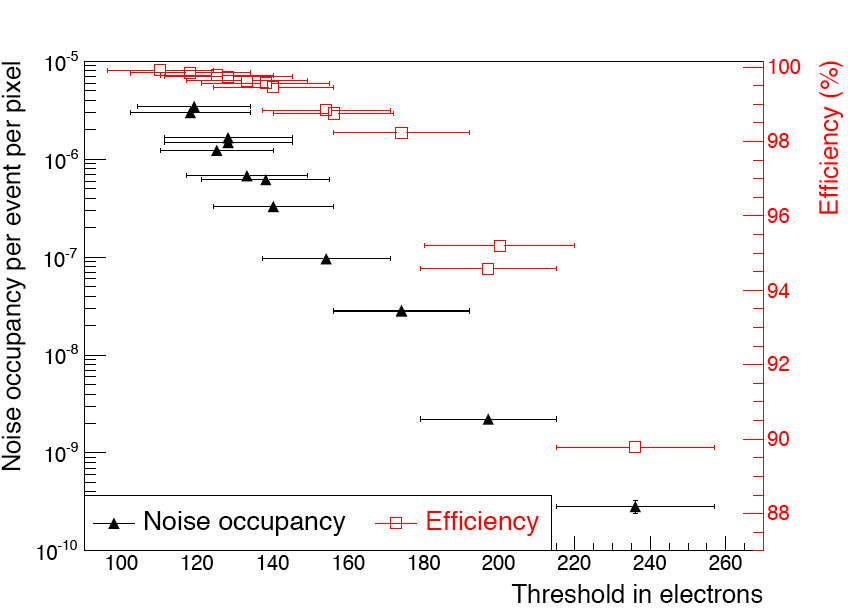 Noise occupancy per event per pixel
10-5
10-6
10-7
10-8
10-9
10-10
100
98
96
94
92
90
88
Efficiency (%)
Noise occupancy Efficiency
100 120 140 160 180 200 220 240 260
Threshold in electrons